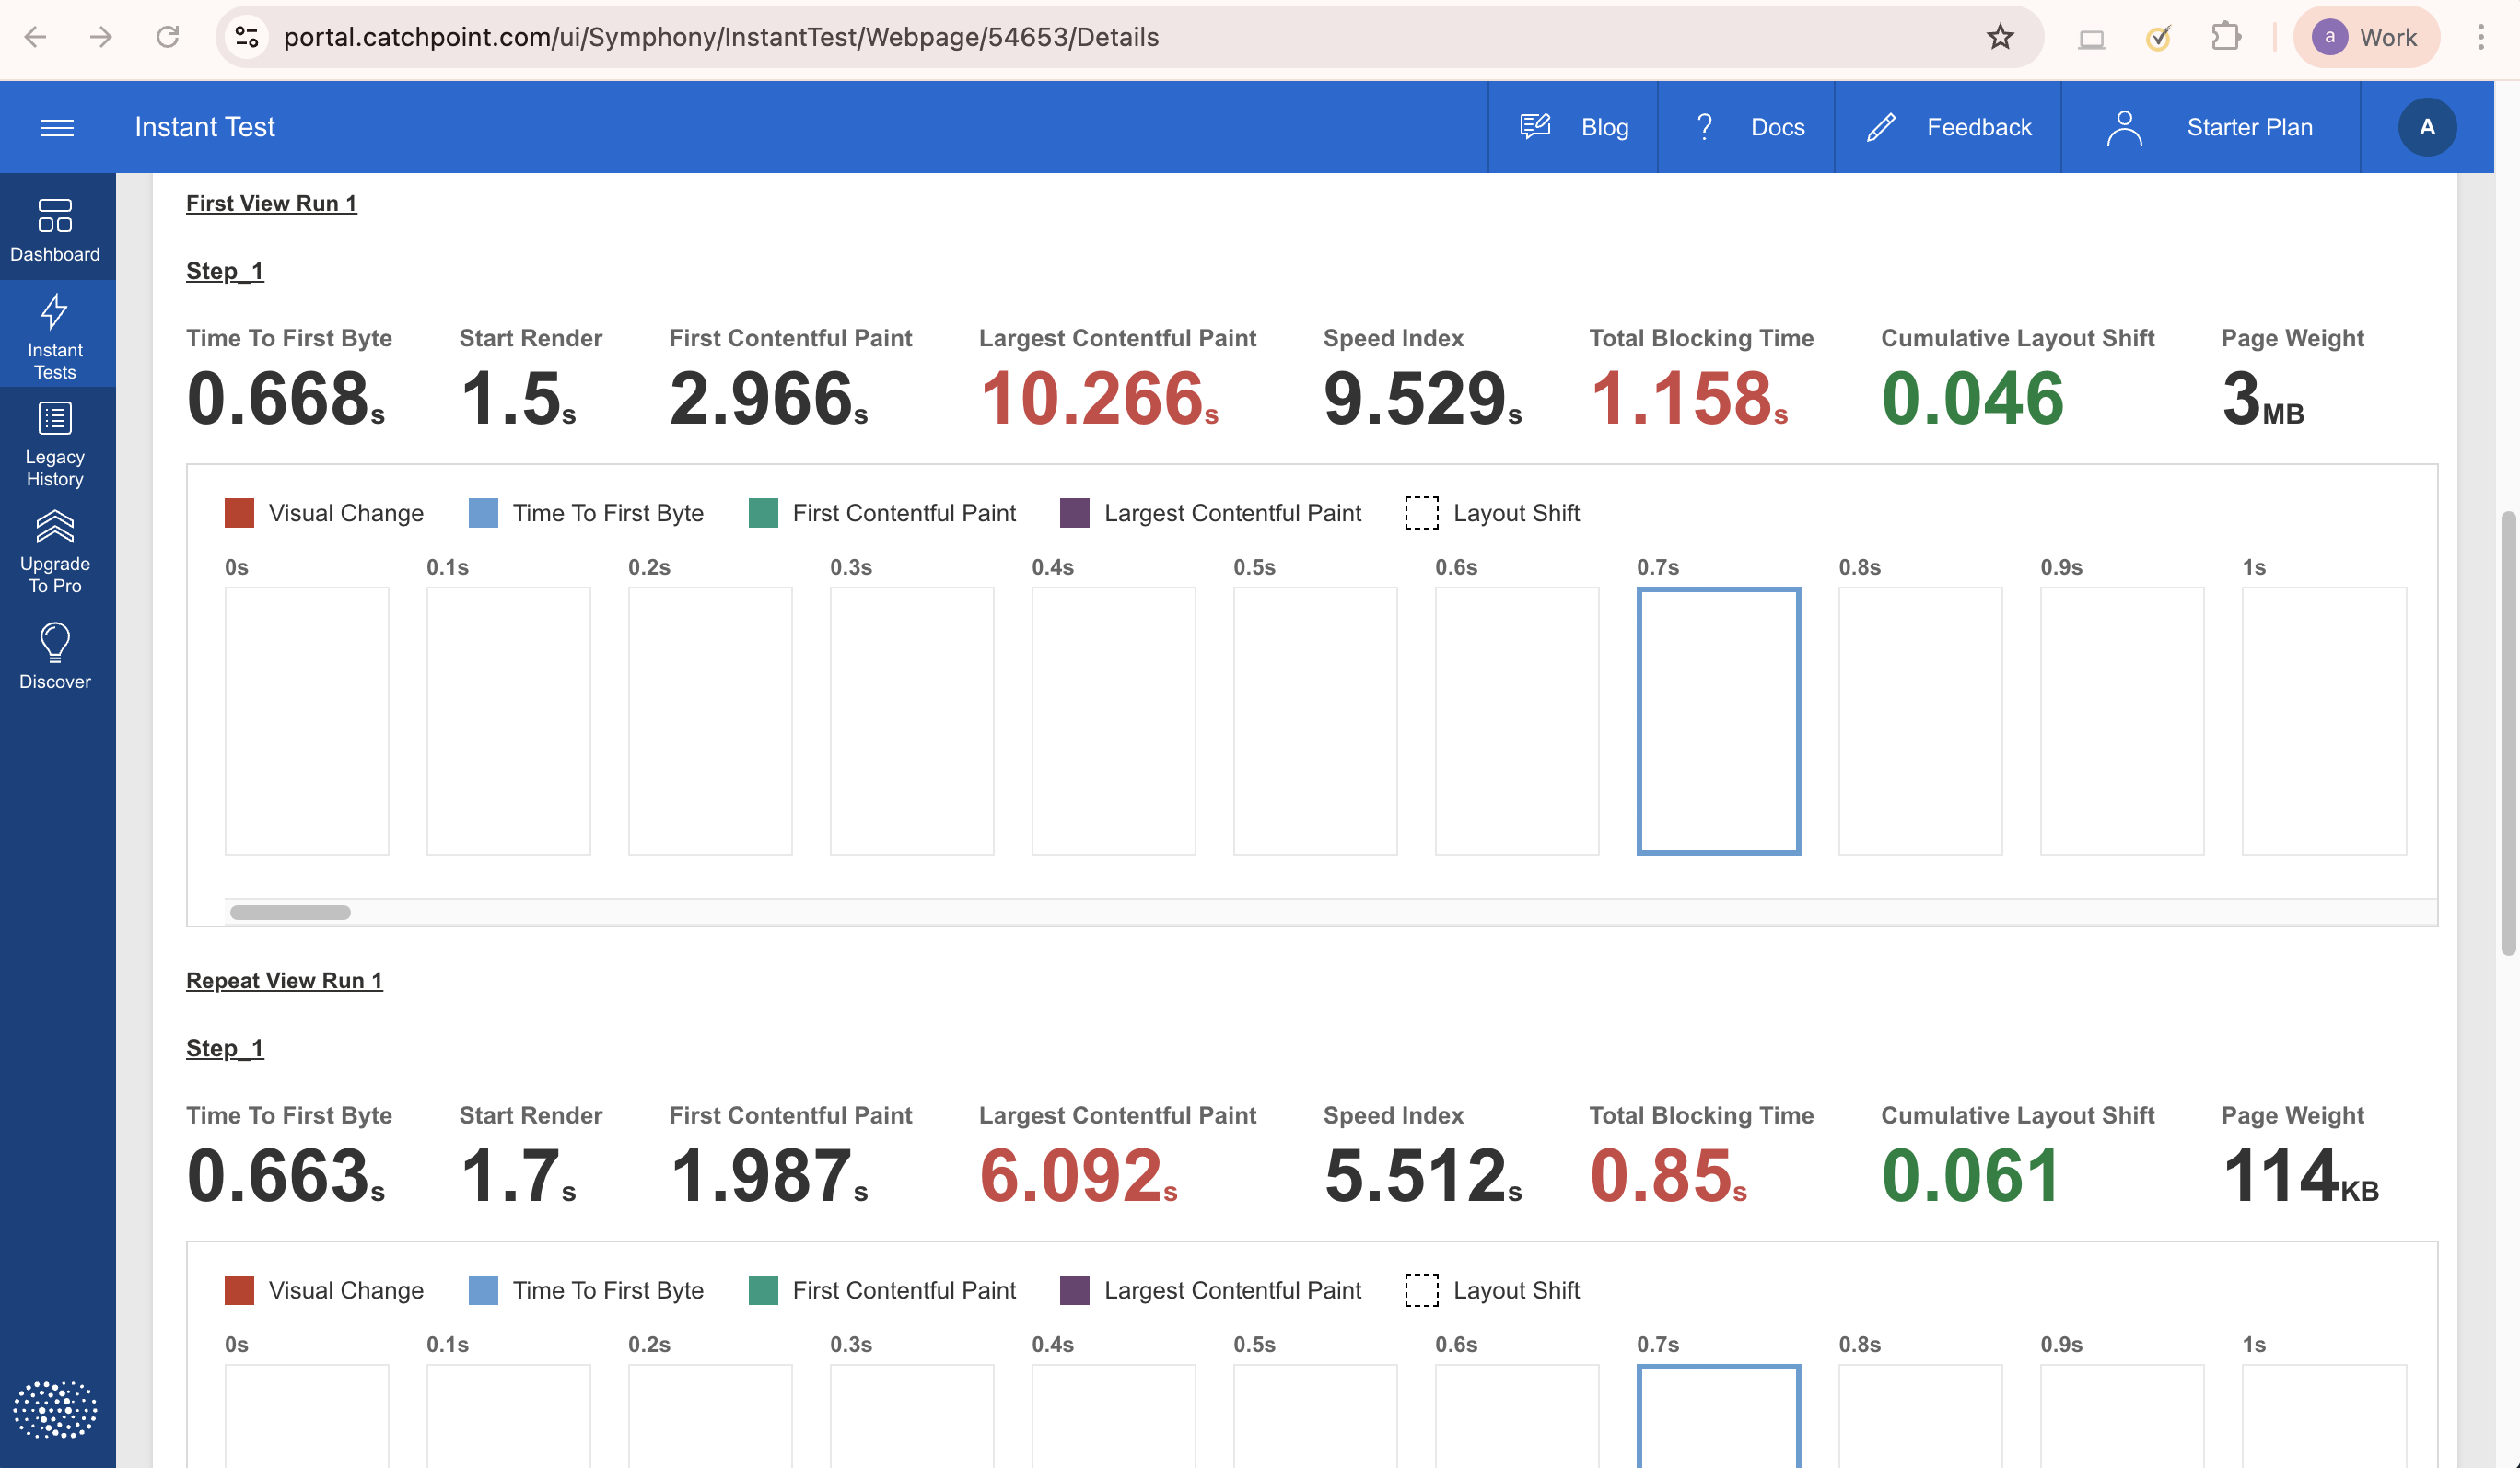 portal.catchpoint.com/ui/Symphony/InstantTest/Webpage/54653/Details
a Work
Instant Test
Blog
? Docs
Feedback
Starter Plan
A
Dashboard
Instant
Tests
Legacy
History
Upgrade
To Pro
Discover
First View Run 1
Step_1
Time To First Byte Start Render First Contentful Paint Largest Contentful Paint Speed Index Total Blocking Time Cumulative Layout Shift Page Weight
0.668s 1.5s 2.966s 10.266s 9.529s 1.158s 0.046 3MB
Visual Change Time To First Byte First Contentful Paint Largest Contentful Paint Layout Shift
0s 0.1s 0.2s 0.3s 0.4s 0.5s 0.6s 0.7s 0.8s 0.9s 1s
Repeat View Run 1
Step_1
Time To First Byte Start Render First Contentful Paint Largest Contentful Paint Speed Index Total Blocking Time Cumulative Layout Shift Page Weight
0.663s 1.7s 1.987s 6.092s 5.512s 0.85s 0.061 114KB
Visual Change Time To First Byte First Contentful Paint Largest Contentful Paint Layout Shift
0s 0.1s 0.2s 0.3s 0.4s 0.5s 0.6s 0.7s 0.8s 0.9s 1s